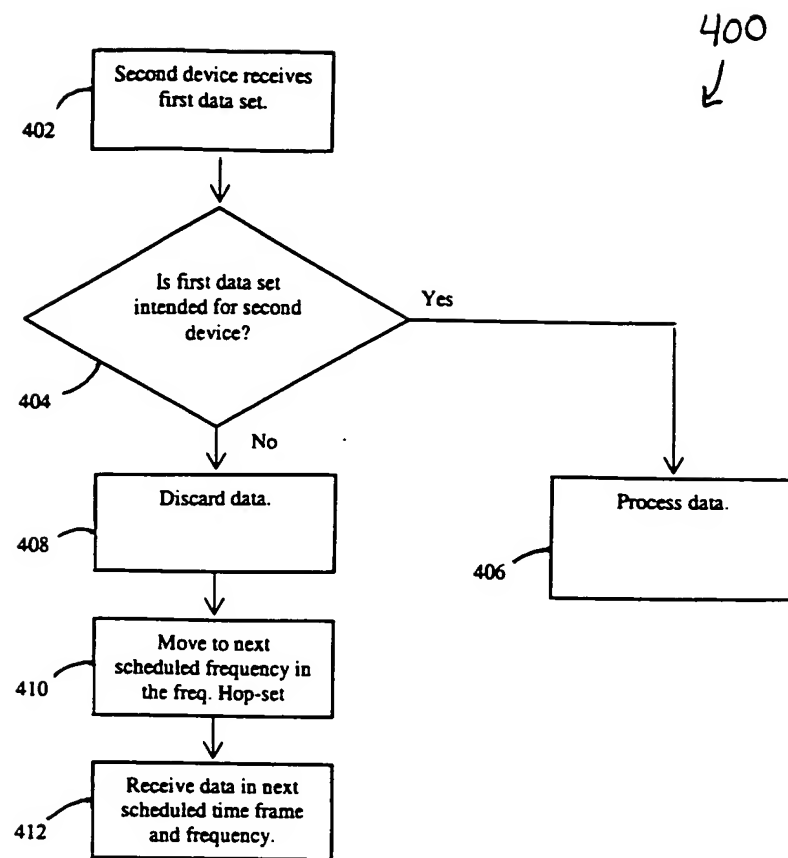 400
Second device receives
first data set.
402
Is first data set
intended for second
device?
Yes
404
No
Discard data.
Process data.
408
406
Move to next
scheduled frequency in
the freq. Hop-set
410
Receive data in next
scheduled time frame
and frequency.
412